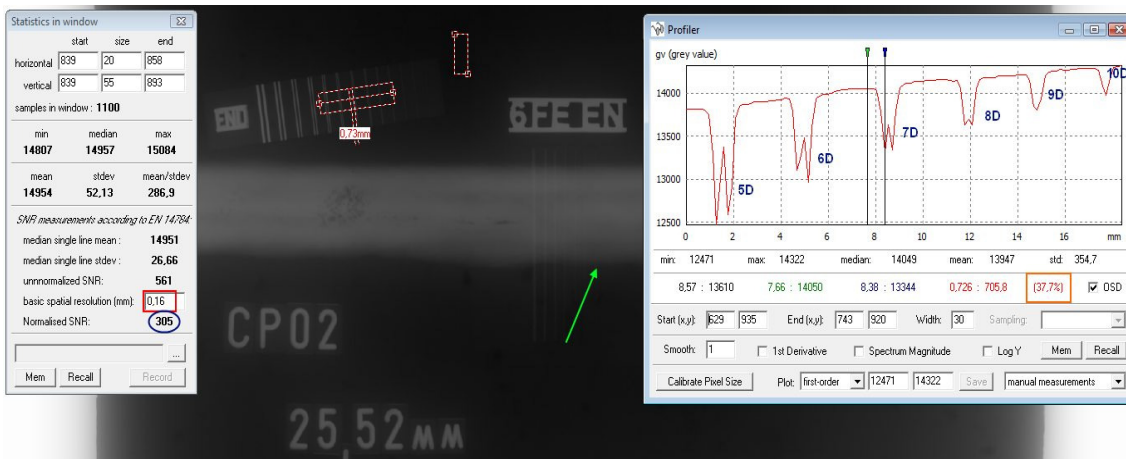 Statistics in window
start size end
horizontal 839 20 858
vertical 839 55 893
samples in window : 1100
min median max
14807 14957 15084
mean stdev mean/stdev
14954 52,13 286,9
SNR measurements according to EN 14784:
median single line mean : 14951
median single line stdev : 26,66
unnnormalized SNR: 561
basic spatial resolution (mm): 0,16
Normalised SNR: 305
...
Mem Recall Record
END
0,73mm
6FE EN
CP02
25,52MM
Profiler
gv (grey value)
14000
13500
13000
12500
5D 6D 7D 8D 9D 10D
0 2 4 6 8 10 12 14 16 mm
min: 12471 max: 14322 median: 14049 mean: 13947 std: 354,7
8,57 : 13610 7,66 : 14050 8,38 : 13344 0,726 : 705,8 (37,7%) OSD
Start (x,y): 629 935 End (x,y): 743 920 Width: 30 Sampling:
Smooth: 1 1st Derivative Spectrum Magnitude Log Y Mem Recall
Calibrate Pixel Size Plot: first-order 12471 14322 Save manual measurements